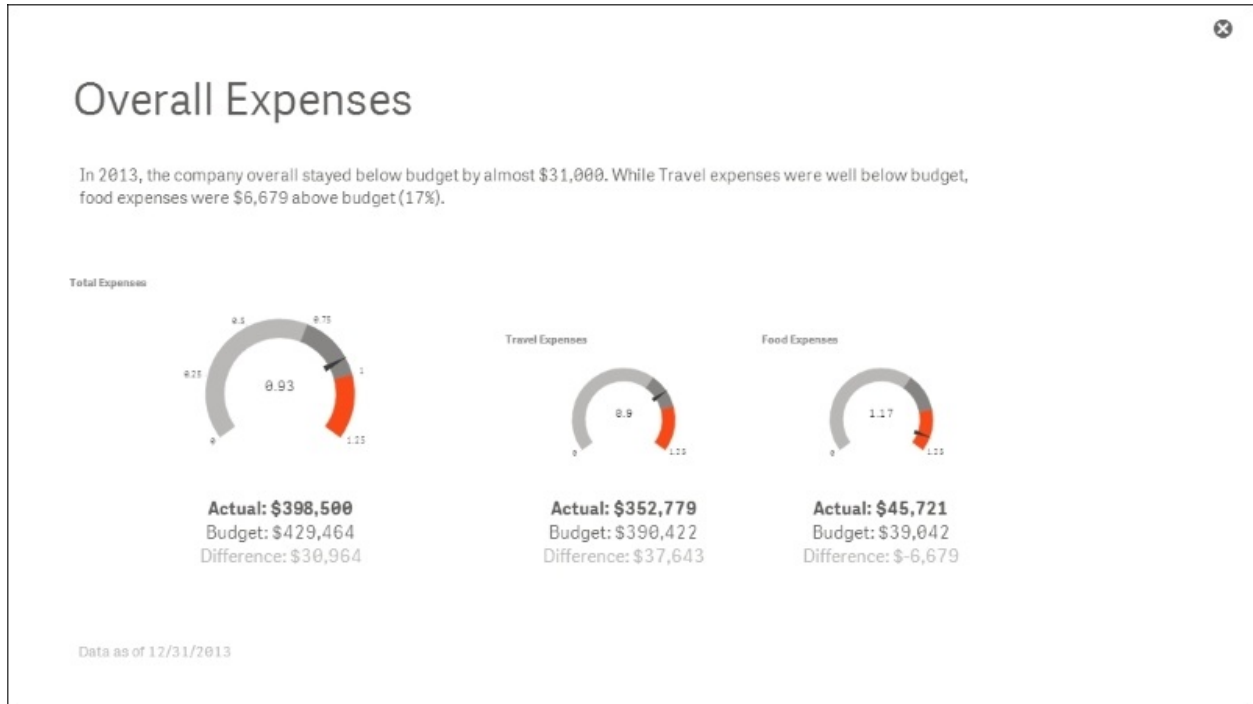 Overall Expenses
In 2013, the company overall stayed below budget by almost $31,000. While Travel expenses were well below budget,
food expenses were $6,679 above budget (17%).
Total Expenses
0.5
0.75
0.25
0.93
1
0
1.25
Actual: $398,500
Budget: $429,464
Difference: $30,964
Travel Expenses
0.9
0
1.25
Actual: $352,779
Budget: $390,422
Difference: $37,643
Food Expenses
1.17
0
1.25
Actual: $45,721
Budget: $39,042
Difference: $-6,679
Data as of 12/31/2013